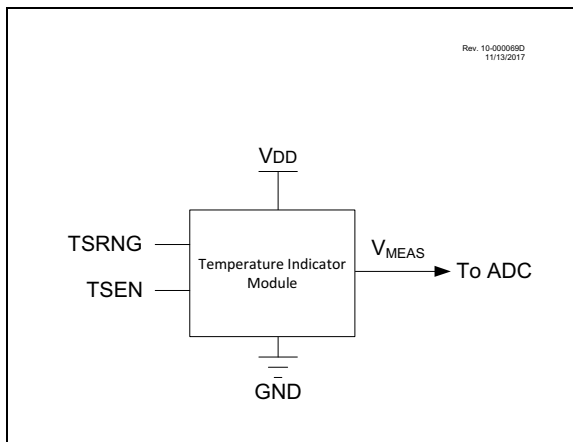 Rev. 10-000069D
11/13/2017
VDD
TSRNG
TSEN
Temperature Indicator
Module
VMEAS
To ADC
GND